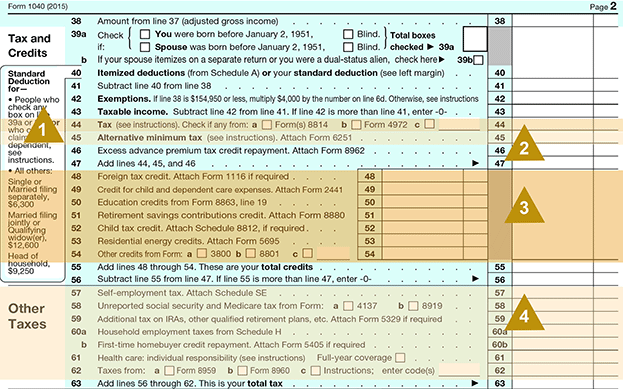 Form 1040 (2015) Page 2
38 Amount from line 37 (adjusted gross income) 38
Tax and Credits
39a Check if: You were born before January 2, 1951, Blind. Total boxes
Spouse was born before January 2, 1951, Blind. checked ▶ 39a
b If your spouse itemizes on a separate return or you were a dual-status alien, check here ▶ 39b
Standard
Deduction
for—
• People who
check any
box on line
39a or
who
claim
dependent,
see
instructions.
• All others:
Single or
Married filing
separately,
$6,300
Married filing
jointly or
Qualifying
widow(er),
$12,600
Head of
household,
$9,250
40 Itemized deductions (from Schedule A) or your standard deduction (see left margin) 40
41 Subtract line 40 from line 38 41
42 Exemptions. If line 38 is $154,950 or less, multiply $4,000 by the number on line 6d. Otherwise, see instructions 42
43 Taxable income. Subtract line 42 from line 41. If line 42 is more than line 41, enter -0- 43
44 Tax (see instructions). Check if any from: a Form(s) 8814 b Form 4972 c 44
45 Alternative minimum tax (see instructions). Attach Form 6251 45
46 Excess advance premium tax credit repayment. Attach Form 8962 46
47 Add lines 44, 45, and 46 ▶ 47
48 Foreign tax credit. Attach Form 1116 if required 48
49 Credit for child and dependent care expenses. Attach Form 2441 49
50 Education credits from Form 8863, line 19 50
51 Retirement savings contributions credit. Attach Form 8880 51
52 Child tax credit. Attach Schedule 8812, if required 52
53 Residential energy credits. Attach Form 5695 53
54 Other credits from Form: a 3800 b 8801 c 54
55 Add lines 48 through 54. These are your total credits 55
56 Subtract line 55 from line 47. If line 55 is more than line 47, enter -0- ▶ 56
Other
Taxes
57 Self-employment tax. Attach Schedule SE 57
58 Unreported social security and Medicare tax from Form: a 4137 b 8919 58
59 Additional tax on IRAs, other qualified retirement plans, etc. Attach Form 5329 if required 59
60a Household employment taxes from Schedule H 60a
b First-time homebuyer credit repayment. Attach Form 5405 if required 60b
61 Health care: individual responsibility (see instructions) Full-year coverage 61
62 Taxes from: a Form 8959 b Form 8960 c Instructions; enter code(s) 62
63 Add lines 56 through 62. This is your total tax ▶ 63
1
2
3
4